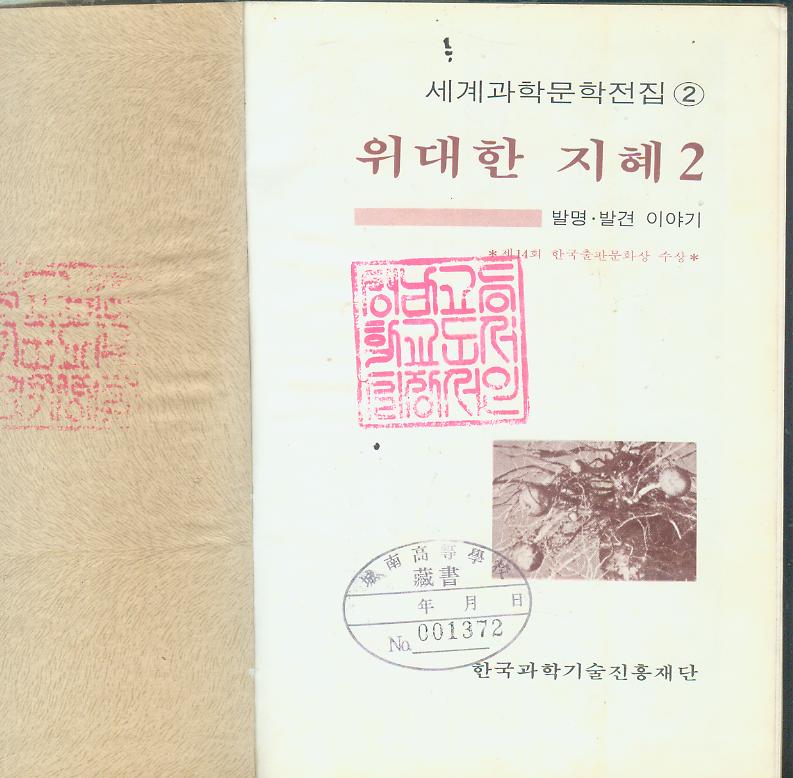 세계과학문학전집 ②
위대한 지혜 2
발명·발견 이야기
*제14회 한국출판문화상 수상*
城南高等學校
藏書
年 月 日
No. 001372
한국과학기술진흥재단